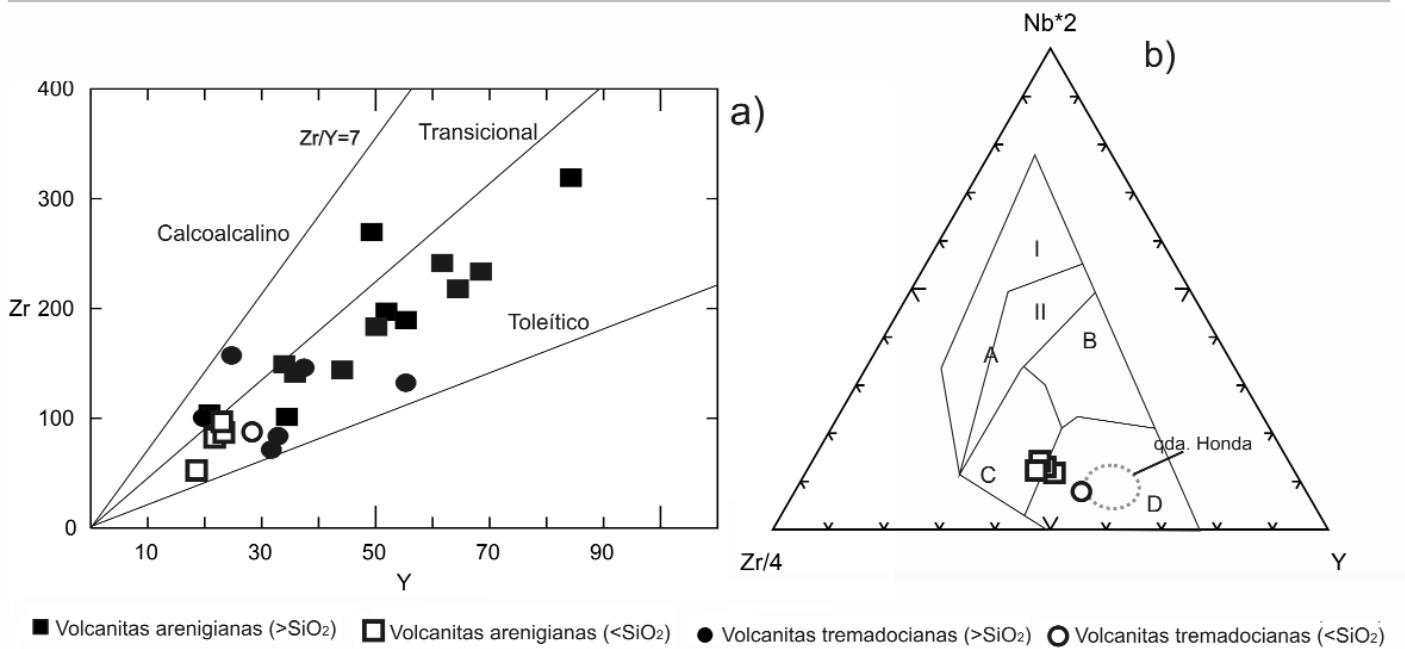 Nb*2
b)
400
a)
Zr/Y=7
Transicional
300
Calcoalcalino
I
II
B
Zr
200
Toleítico
A
100
qda. Honda
C
D
0
10
30
50
70
90
Y
Zr/4
Y
Volcanitas arenigianas (>SiO₂)
Volcanitas arenigianas (<SiO₂)
Volcanitas tremadocianas (>SiO₂)
Volcanitas tremadocianas (<SiO₂)